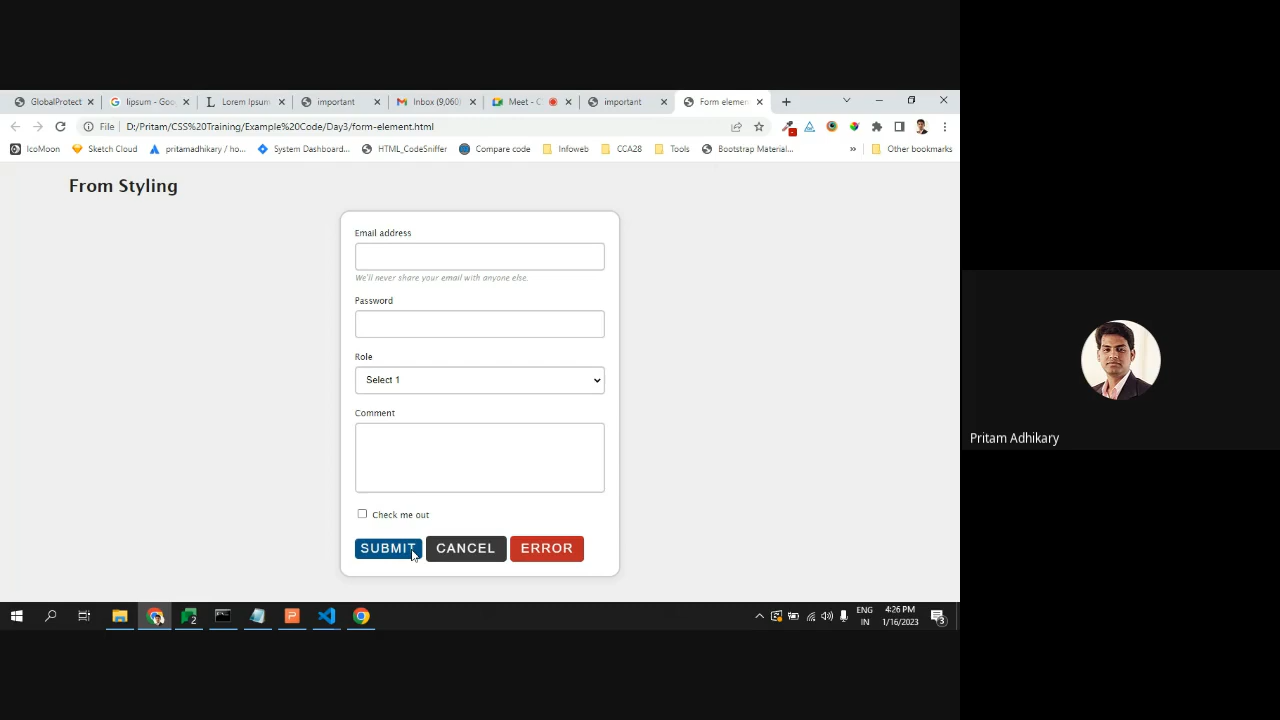 GlobalProtect
lipsum - Goo
Lorem Ipsum
important
Inbox (9,060)
Meet - C
important
Form elemen
File D:/Pritam/CSS%20Training/Example%20Code/Day3/form-element.html
IcoMoon
Sketch Cloud
pritamadhikary / ho...
System Dashboard...
HTML_CodeSniffer
Compare code
Infoweb
CCA28
Tools
Bootstrap Material...
»
Other bookmarks
From Styling
Email address
We'll never share your email with anyone else.
Password
Role
Select 1
Comment
Check me out
SUBMIT CANCEL ERROR
Pritam Adhikary
2
ENG
IN
4:26 PM
1/16/2023
3